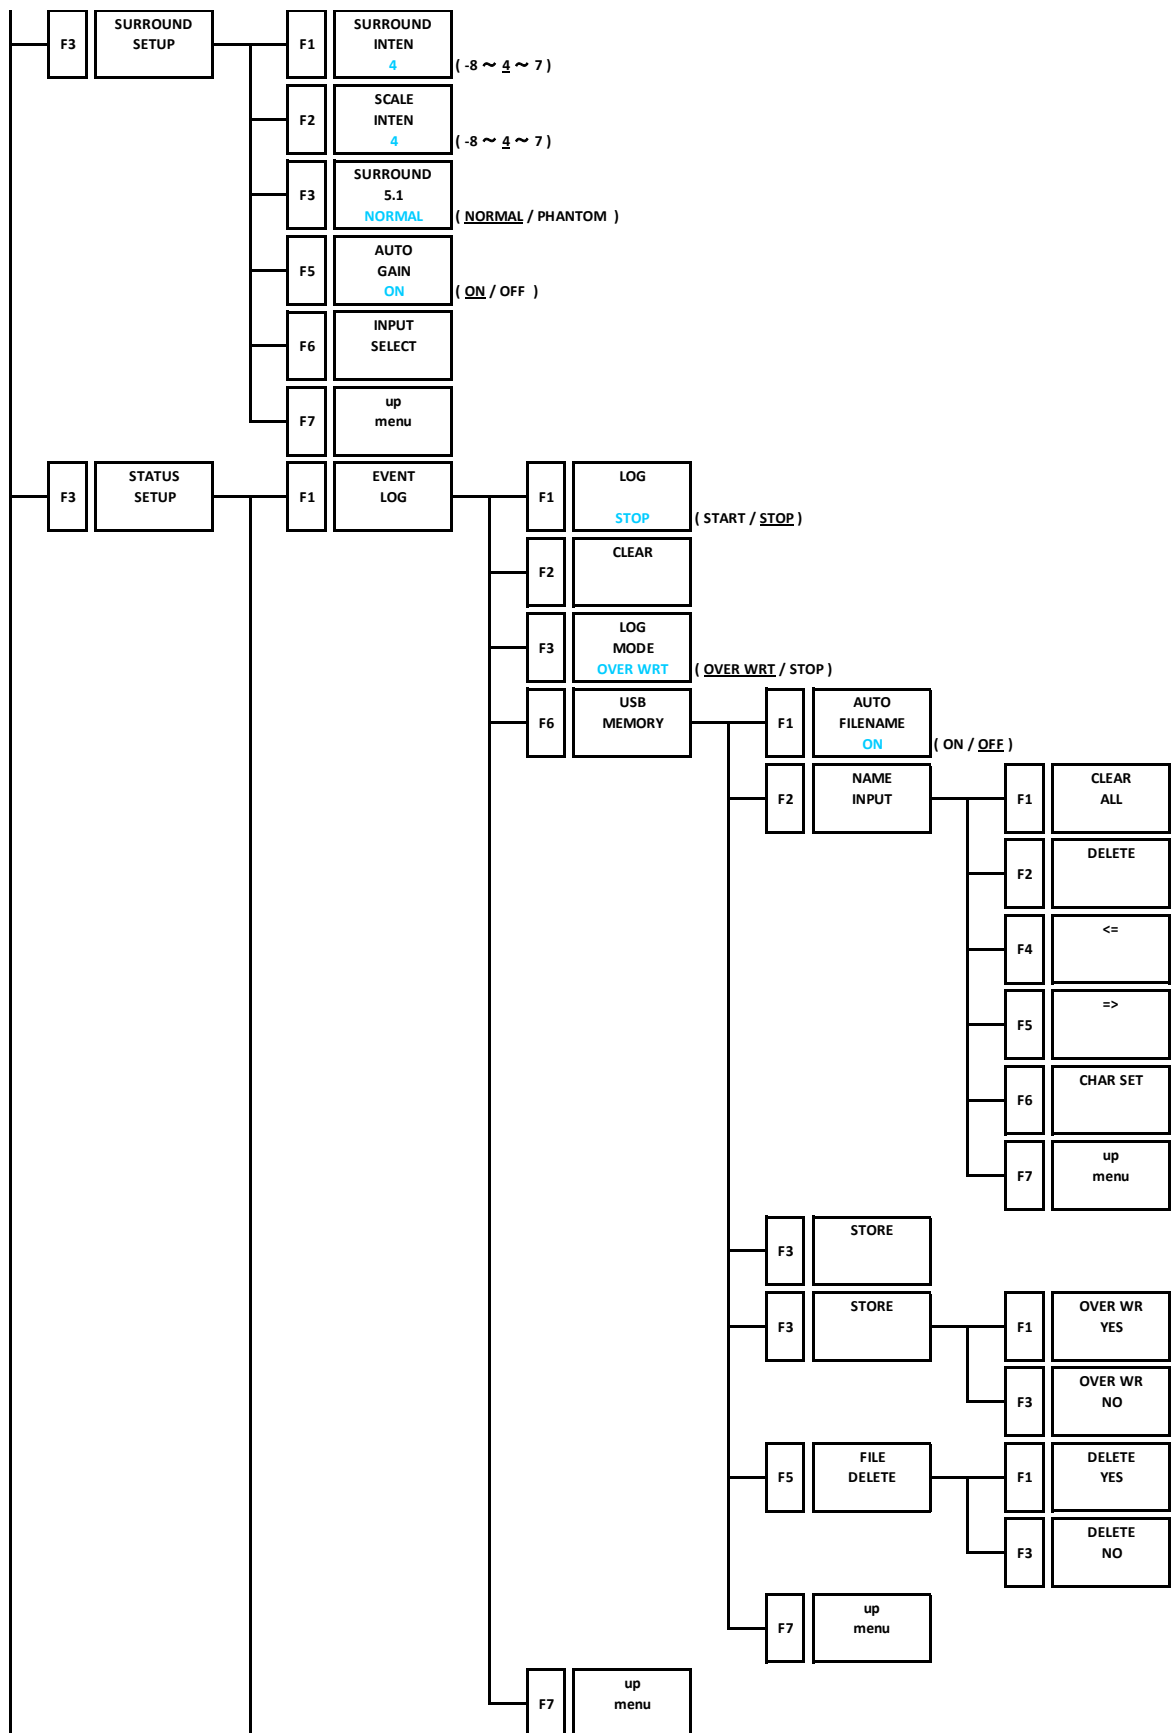 F3
SURROUND
SETUP
F1
SURROUND
INTEN
4
( -8 ～ 4 ～ 7 )
F2
SCALE
INTEN
4
( -8 ～ 4 ～ 7 )
F3
SURROUND
5.1
NORMAL
( NORMAL / PHANTOM )
F5
AUTO
GAIN
ON
( ON / OFF )
F6
INPUT
SELECT
F7
up
menu
F3
STATUS
SETUP
F1
EVENT
LOG
F1
LOG
STOP
( START / STOP )
F2
CLEAR
F3
LOG
MODE
OVER WRT
( OVER WRT / STOP )
F6
USB
MEMORY
F1
AUTO
FILENAME
ON
( ON / OFF )
F2
NAME
INPUT
F1
CLEAR
ALL
F2
DELETE
F4
<=
F5
=>
F6
CHAR SET
F7
up
menu
F3
STORE
F3
STORE
F1
OVER WR
YES
F3
OVER WR
NO
F5
FILE
DELETE
F1
DELETE
YES
F3
DELETE
NO
F7
up
menu
F7
up
menu